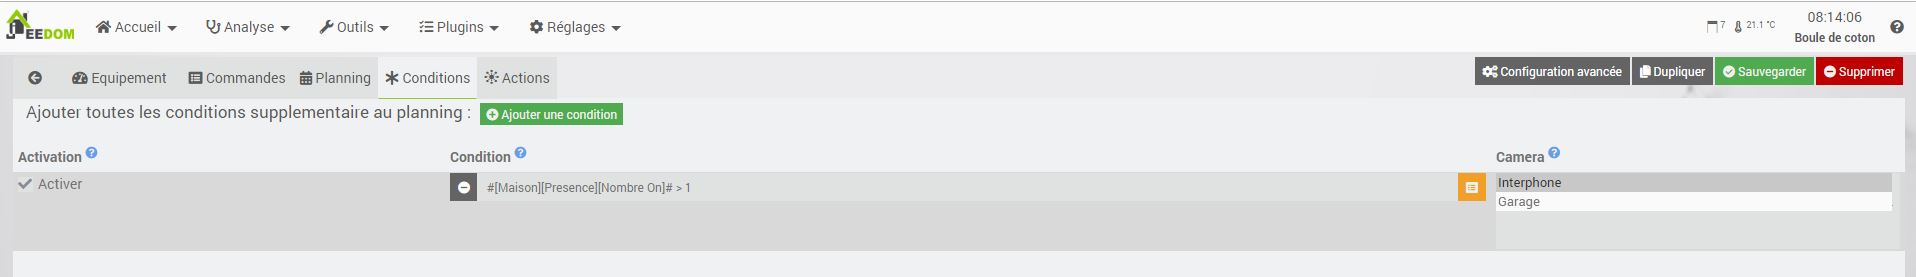 EEDOM Accueil Analyse Outils Plugins Réglages 7 21.1 °C 08:14:06
Boule de coton
Equipement Commandes Planning Conditions Actions Configuration avancée Dupliquer Sauvegarder Supprimer
Ajouter toutes les conditions supplementaire au planning : Ajouter une condition
Activation ? Condition ? Camera ?
Activer #[Maison][Presence][Nombre On]# > 1 Interphone
Garage